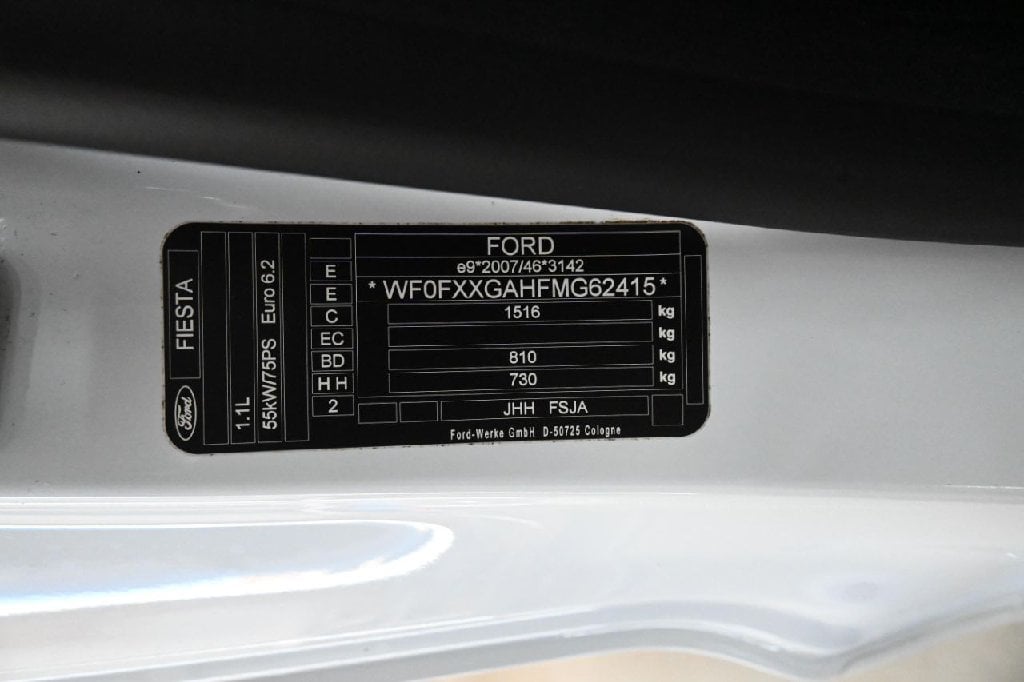 FORD
e9*2007/46*3142
* WF0FXXGAHFMG62415 *
1516 kg
kg
810 kg
730 kg
JHH FSJA
Ford-Werke GmbH D-50725 Cologne
E
E
C
EC
BD
H H
2
FIESTA
Ford
1.1L
55kW/75PS Euro 6.2